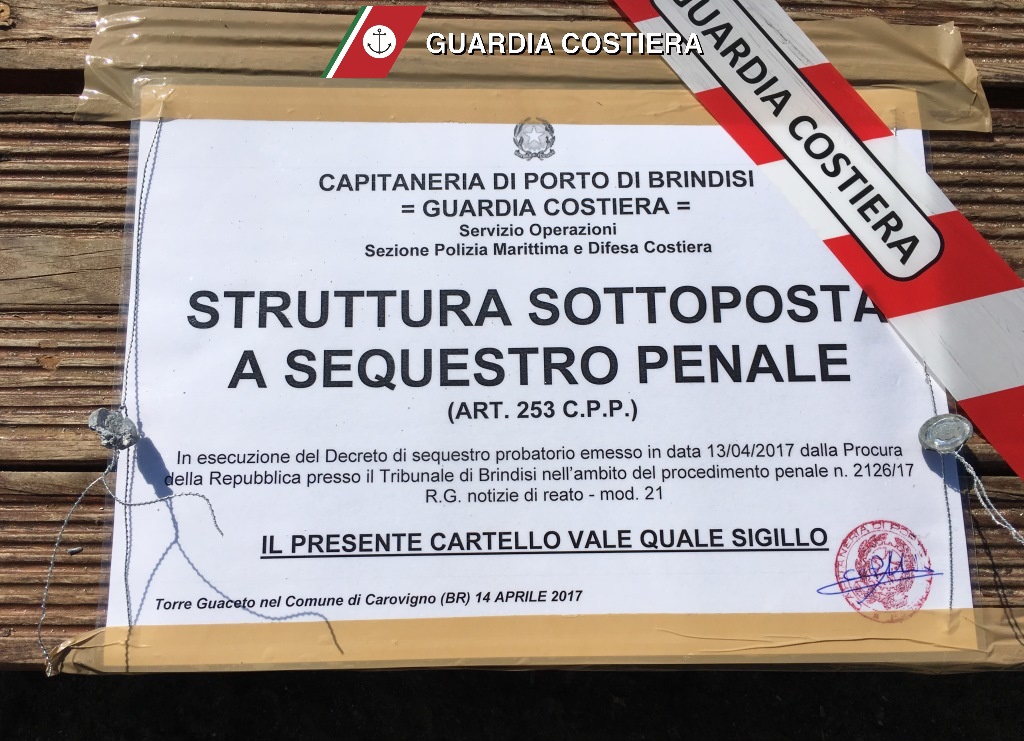 GUARDIA COSTIERA
GUARDIA COSTIERA
CAPITANERIA DI PORTO DI BRINDISI
= GUARDIA COSTIERA =
Servizio Operazioni
Sezione Polizia Marittima e Difesa Costiera
STRUTTURA SOTTOPOSTA
A SEQUESTRO PENALE
(ART. 253 C.P.P.)
In esecuzione del Decreto di sequestro probatorio emesso in data 13/04/2017 dalla Procura
della Repubblica presso il Tribunale di Brindisi nell'ambito del procedimento penale n. 2126/17
R.G. notizie di reato - mod. 21
IL PRESENTE CARTELLO VALE QUALE SIGILLO
Torre Guaceto nel Comune di Carovigno (BR) 14 APRILE 2017